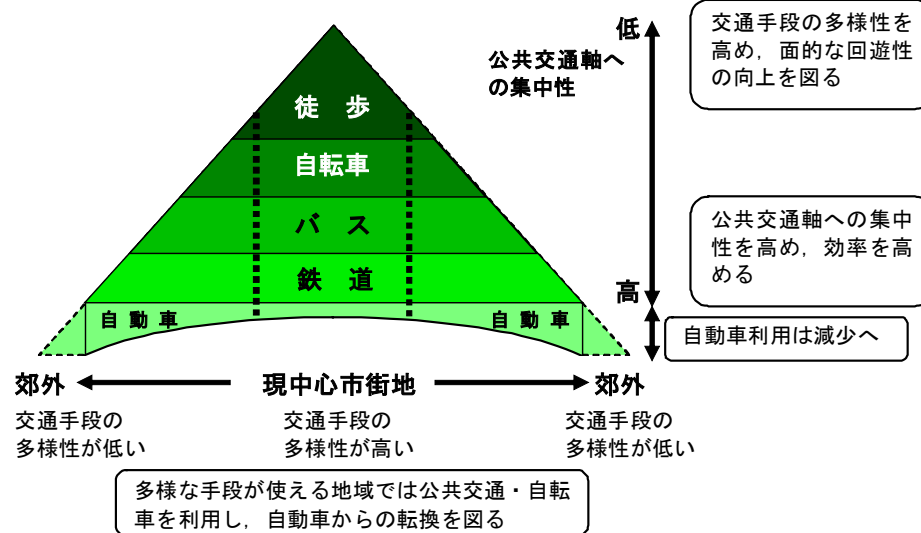 低
公共交通軸へ
の集中性
交通手段の多様性を
高め，面的な回遊性
の向上を図る
徒 歩
自転車
バ ス
鉄 道
自 動 車
自 動 車
公共交通軸への集中
性を高め，効率を高
める
高
自動車利用は減少へ
郊外
現中心市街地
郊外
交通手段の
多様性が低い
交通手段の
多様性が高い
交通手段の
多様性が低い
多様な手段が使える地域では公共交通・自転
車を利用し，自動車からの転換を図る